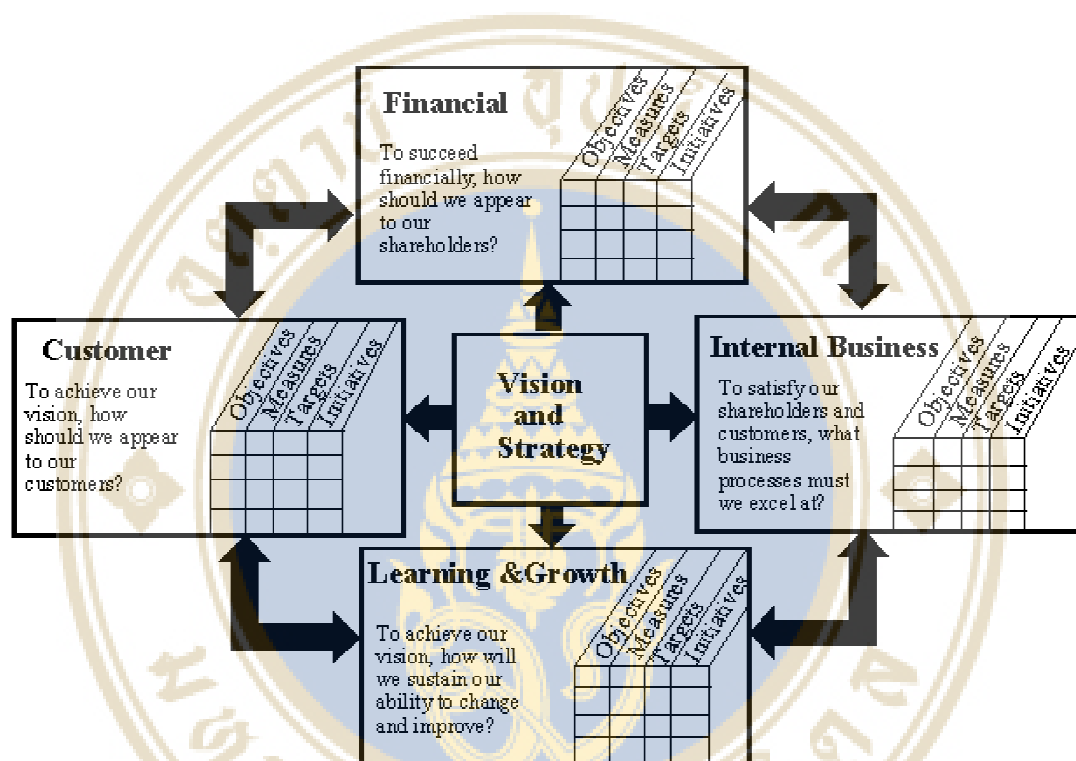 Financial
To succeed
financially, how
should we appear
to our
shareholders?
Objectives
Measures
Targets
Initiatives
Customer
To achieve our
vision, how
should we appear
to our
customers?
Objectives
Measures
Targets
Initiatives
Vision
and
Strategy
Internal Business
To satisfy our
shareholders and
customers, what
business
processes must
we excel at?
Objectives
Measures
Targets
Initiatives
Learning &Growth
To achieve our
vision, how will
we sustain our
ability to change
and improve?
Objectives
Measures
Targets
Initiatives